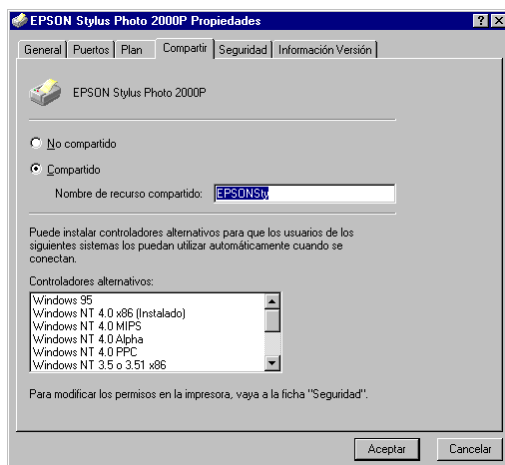 EPSON Stylus Photo 2000P Propiedades
General Puertos Plan Compartir Seguridad Información Versión
EPSON Stylus Photo 2000P
No compartido
Compartido
Nombre de recurso compartido: EPSONSty
Puede instalar controladores alternativos para que los usuarios de los
siguientes sistemas los puedan utilizar automáticamente cuando se
conectan.
Controladores alternativos:
Windows 95
Windows NT 4.0 x86 (Instalado)
Windows NT 4.0 MIPS
Windows NT 4.0 Alpha
Windows NT 4.0 PPC
Windows NT 3.5 o 3.51 x86
Para modificar los permisos en la impresora, vaya a la ficha "Seguridad".
Aceptar Cancelar